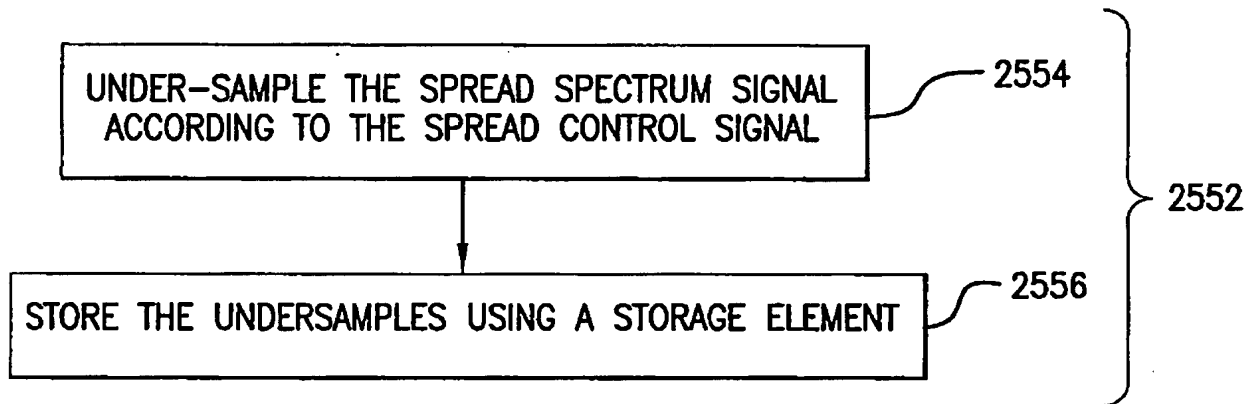 UNDER-SAMPLE THE SPREAD SPECTRUM SIGNAL
ACCORDING TO THE SPREAD CONTROL SIGNAL
2554
2552
STORE THE UNDERSAMPLES USING A STORAGE ELEMENT
2556